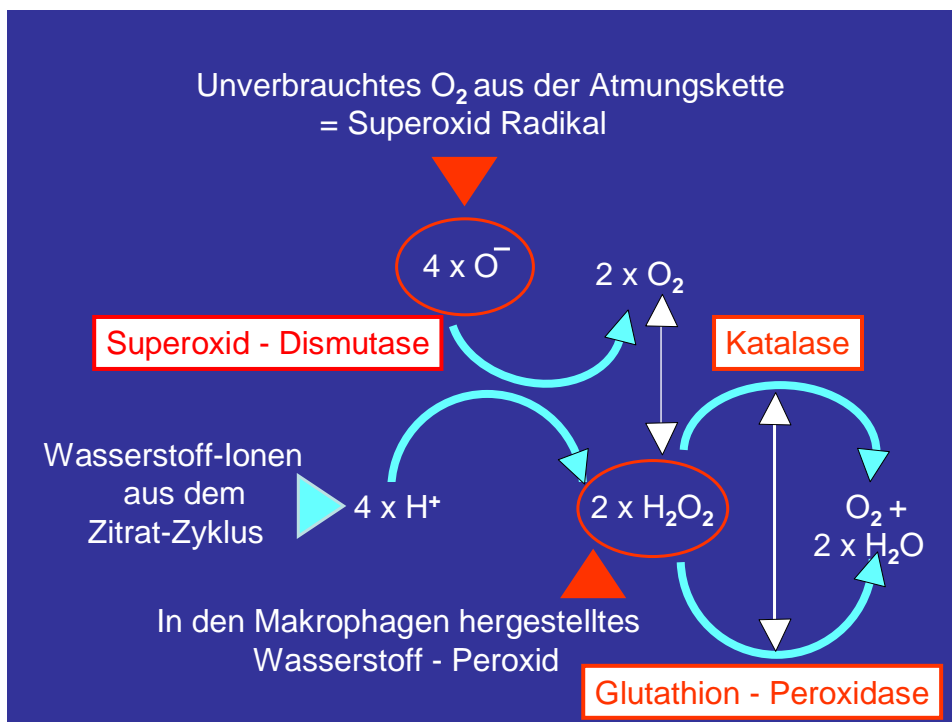 Unverbrauchtes O₂ aus der Atmungskette
= Superoxid Radikal
4 x O⁻
2 x O₂
Superoxid - Dismutase
Katalase
Wasserstoff-Ionen
aus dem
Zitrat-Zyklus
4 x H⁺
2 x H₂O₂
O₂ +
2 x H₂O
In den Makrophagen hergestelltes
Wasserstoff - Peroxid
Glutathion - Peroxidase